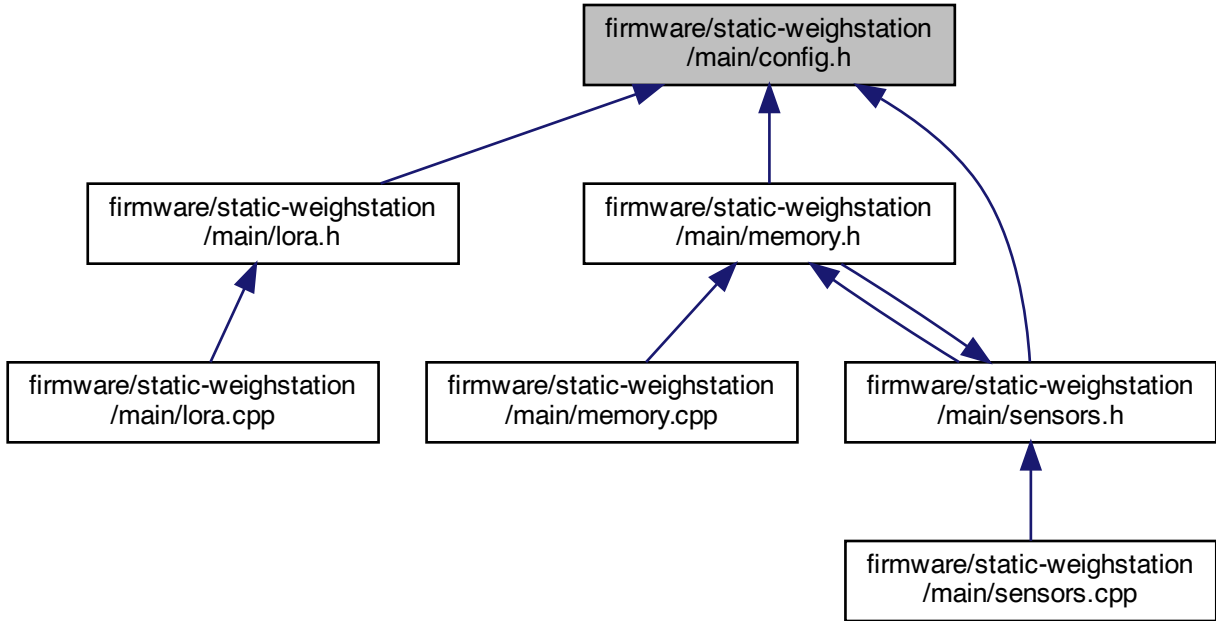 firmware/static-weighstation
/main/config.h
firmware/static-weighstation
/main/lora.h
firmware/static-weighstation
/main/memory.h
firmware/static-weighstation
/main/lora.cpp
firmware/static-weighstation
/main/memory.cpp
firmware/static-weighstation
/main/sensors.h
firmware/static-weighstation
/main/sensors.cpp